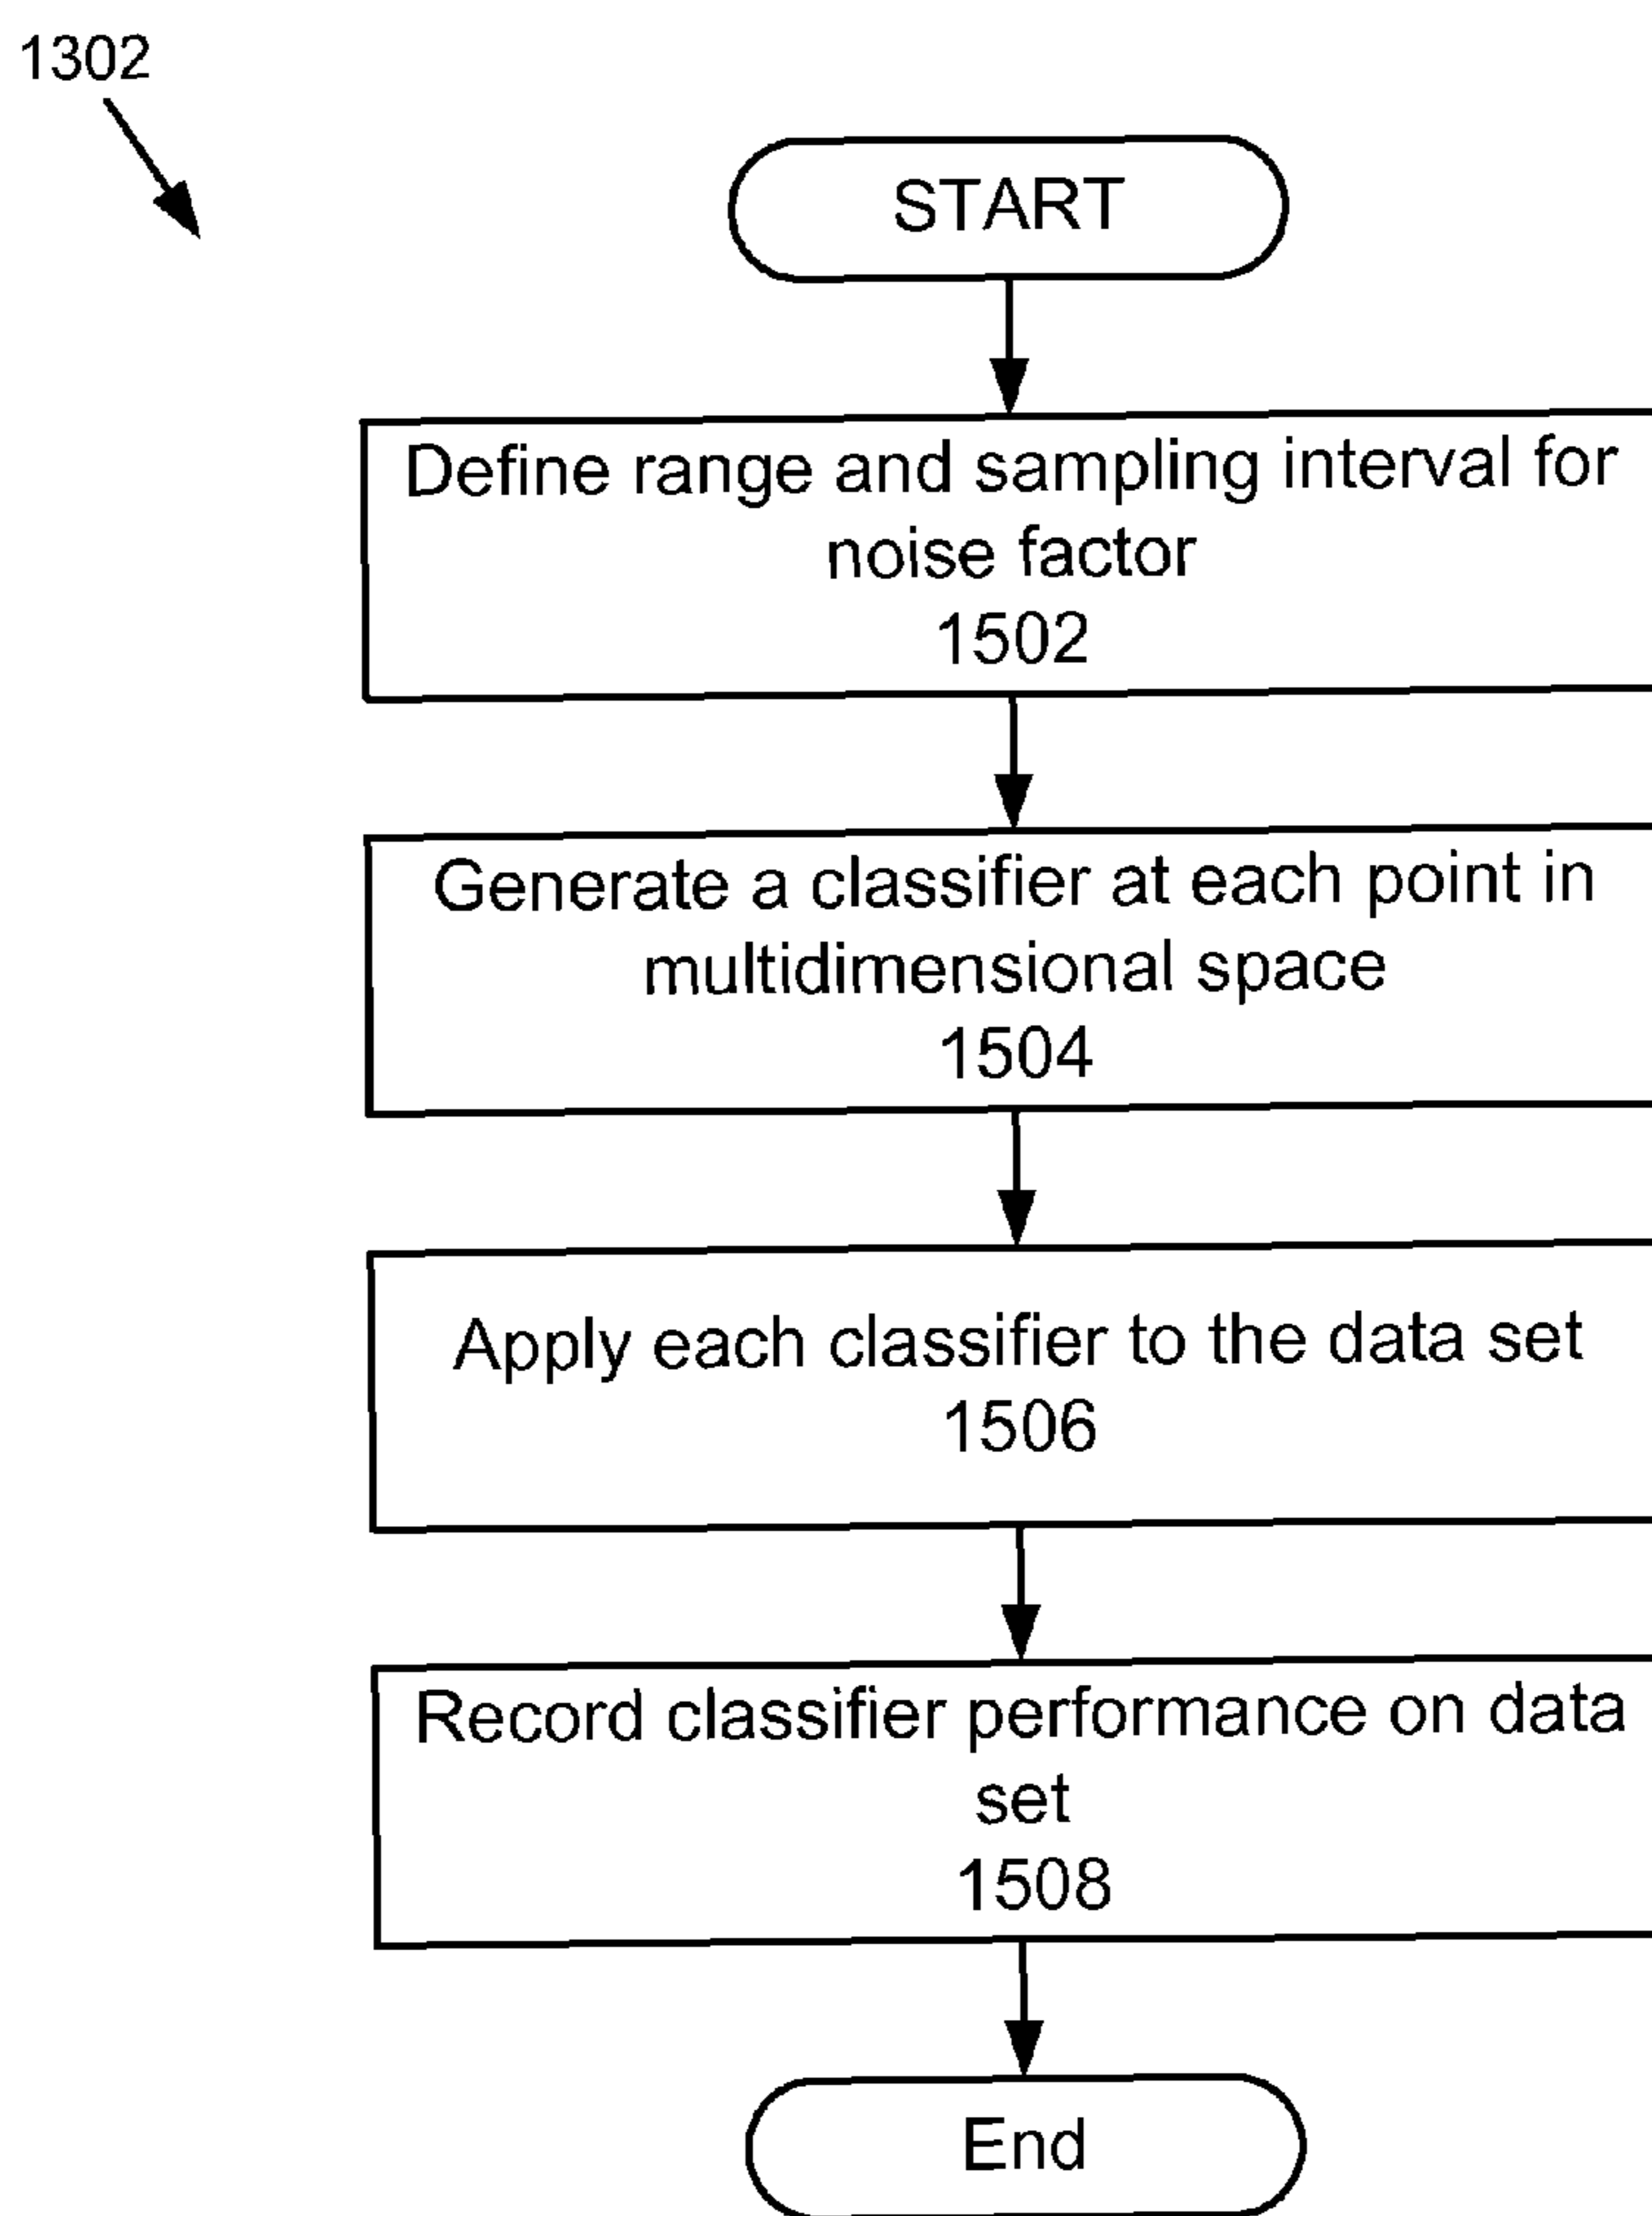 1302
START
Define range and sampling interval for
noise factor
1502
Generate a classifier at each point in
multidimensional space
1504
Apply each classifier to the data set
1506
Record classifier performance on data
set
1508
End